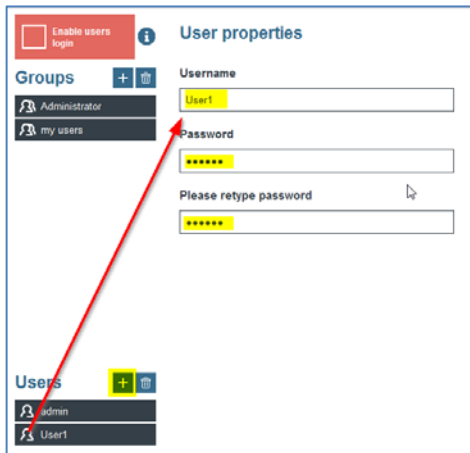 Enable users
login
User properties
Groups
Administrator
my users
Username
User1
Password
••••••
Please retype password
••••••
Users
admin
User1